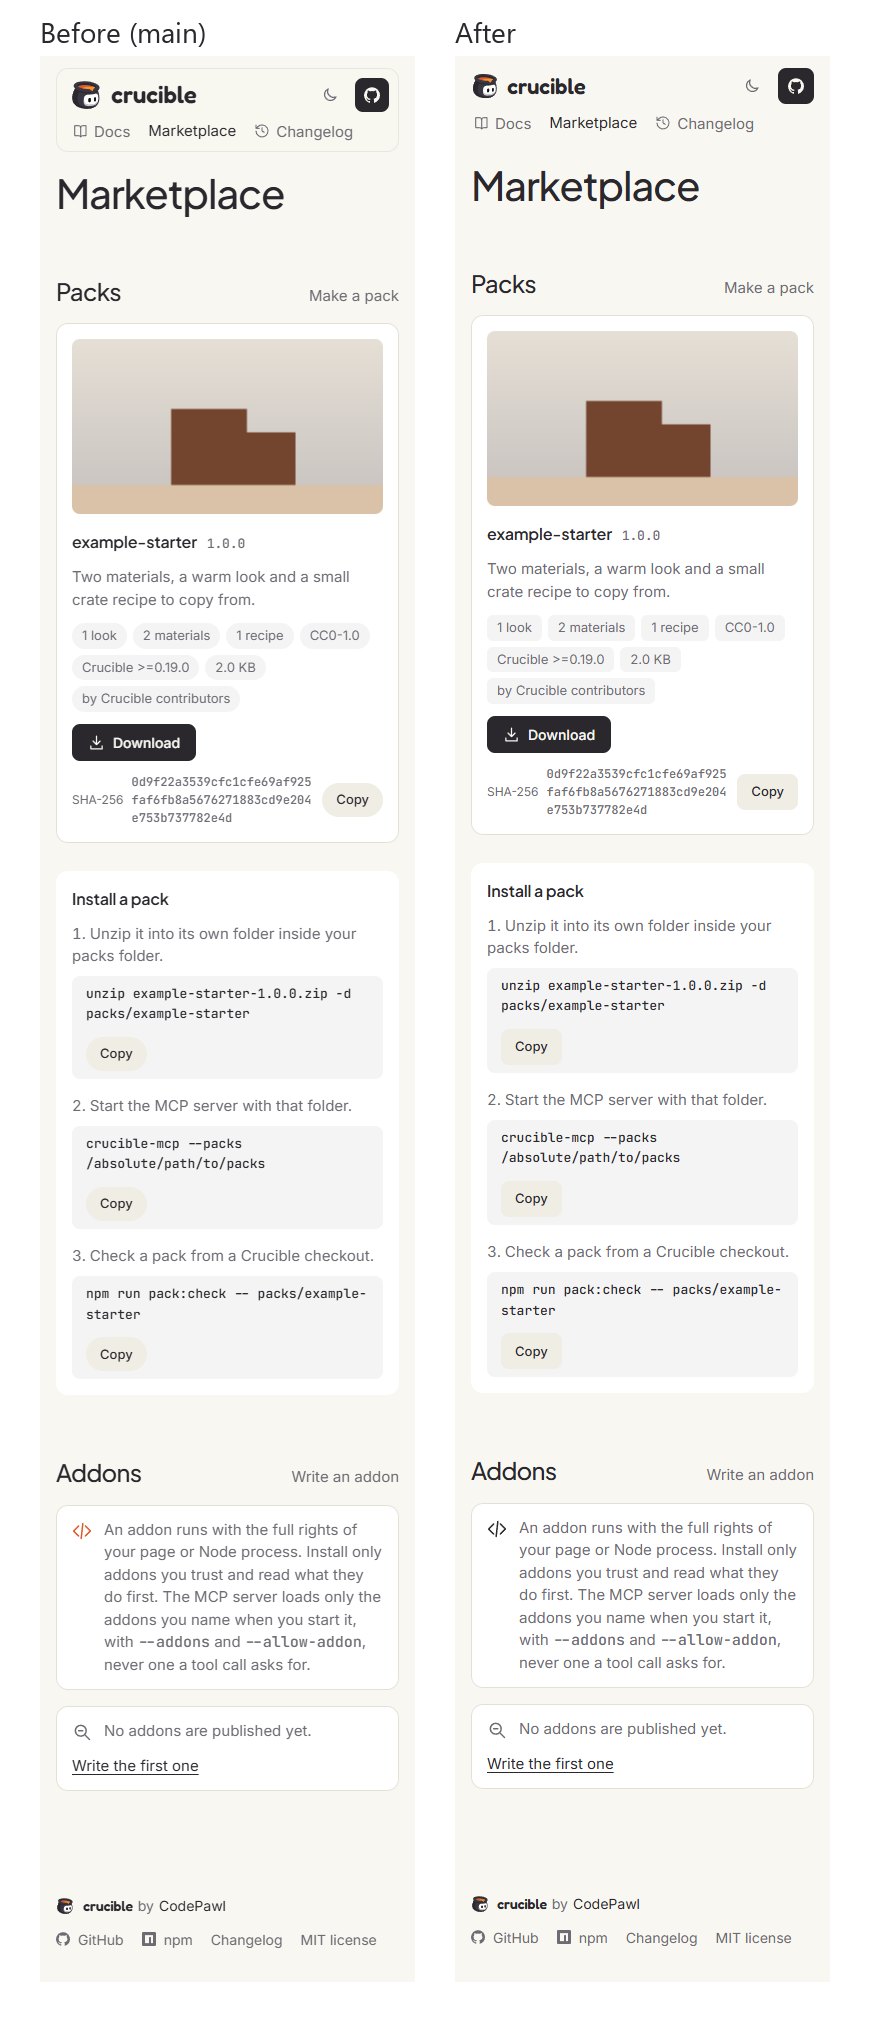 Before (main)
crucible
Docs Marketplace Changelog
Marketplace
Packs Make a pack
example-starter 1.0.0
Two materials, a warm look and a small
crate recipe to copy from.
1 look 2 materials 1 recipe CC0-1.0
Crucible >=0.19.0 2.0 KB
by Crucible contributors
Download
SHA-256
0d9f22a3539cfc1cfe69af925
faf6fb8a5676271883cd9e204
e753b737782e4d
Copy
Install a pack
1. Unzip it into its own folder inside your
packs folder.
unzip example-starter-1.0.0.zip -d
packs/example-starter
Copy
2. Start the MCP server with that folder.
crucible-mcp --packs
/absolute/path/to/packs
Copy
3. Check a pack from a Crucible checkout.
npm run pack:check -- packs/example-
starter
Copy
Addons Write an addon
An addon runs with the full rights of
your page or Node process. Install only
addons you trust and read what they
do first. The MCP server loads only the
addons you name when you start it,
with --addons and --allow-addon,
never one a tool call asks for.
No addons are published yet.
Write the first one
crucible by CodePawl
GitHub npm Changelog MIT license
After
crucible
Docs Marketplace Changelog
Marketplace
Packs Make a pack
example-starter 1.0.0
Two materials, a warm look and a small
crate recipe to copy from.
1 look 2 materials 1 recipe CC0-1.0
Crucible >=0.19.0 2.0 KB
by Crucible contributors
Download
SHA-256
0d9f22a3539cfc1cfe69af925
faf6fb8a5676271883cd9e204
e753b737782e4d
Copy
Install a pack
1. Unzip it into its own folder inside your
packs folder.
unzip example-starter-1.0.0.zip -d
packs/example-starter
Copy
2. Start the MCP server with that folder.
crucible-mcp --packs
/absolute/path/to/packs
Copy
3. Check a pack from a Crucible checkout.
npm run pack:check -- packs/example-
starter
Copy
Addons Write an addon
An addon runs with the full rights of
your page or Node process. Install only
addons you trust and read what they
do first. The MCP server loads only the
addons you name when you start it,
with --addons and --allow-addon,
never one a tool call asks for.
No addons are published yet.
Write the first one
crucible by CodePawl
GitHub npm Changelog MIT license